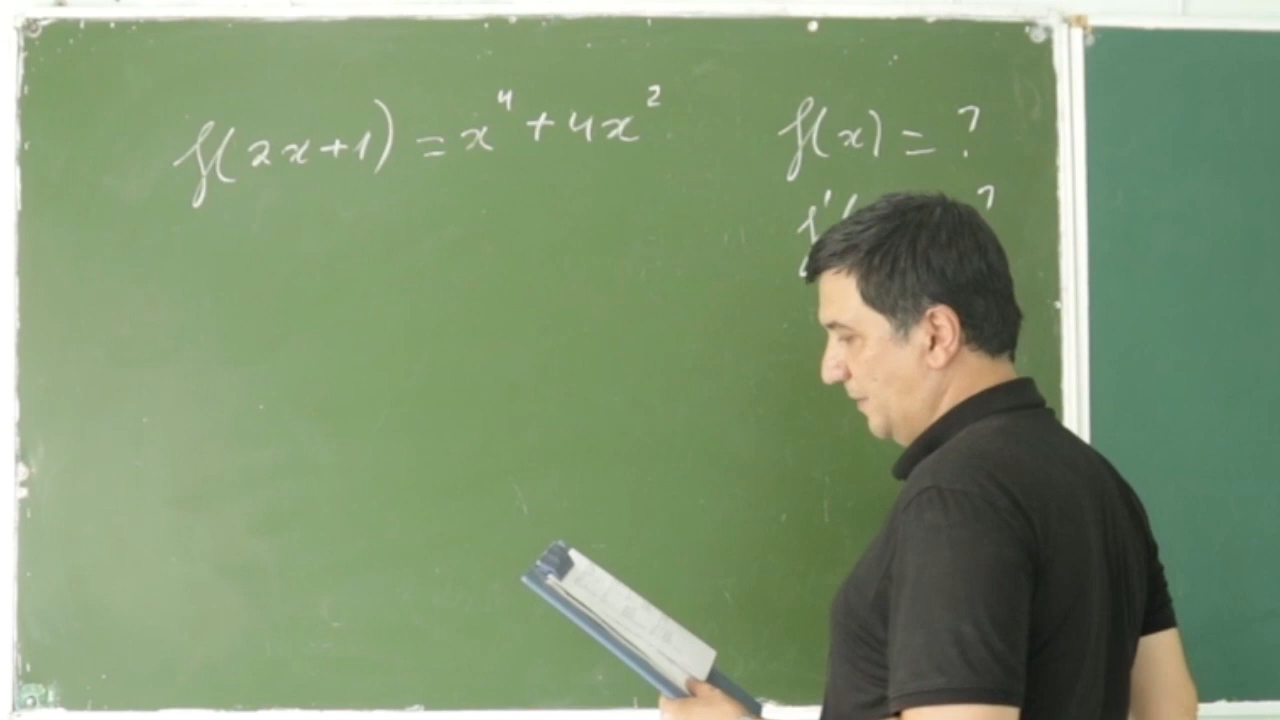 f(2x+1) = x⁴ + 4x²
f(x) = ?
f'( ?